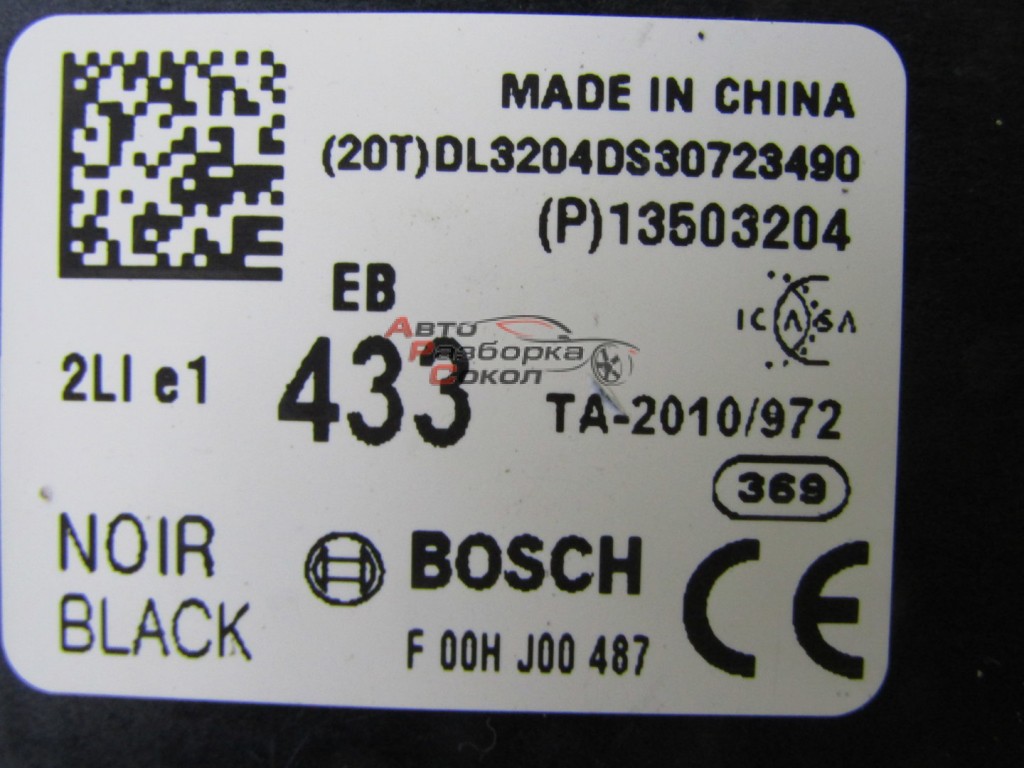 MADE IN CHINA
(20T)DL3204DS30723490
(P)13503204
EB
ICASA
2LI e1
433
Авто
Разборка
Сокол
TA-2010/972
369
NOIR
BLACK
BOSCH
CE
F 00H J00 487